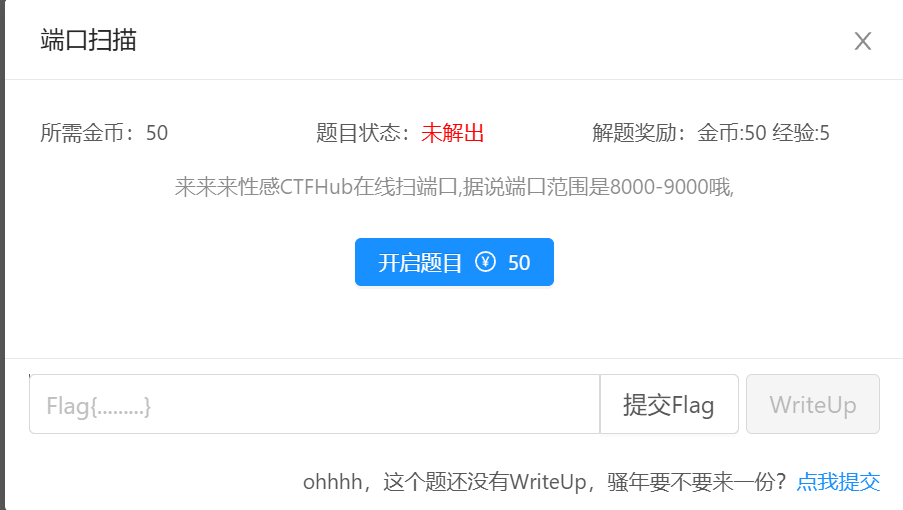 端口扫描
所需金币：50 题目状态：未解出 解题奖励：金币:50 经验:5
来来来性感CTFHub在线扫端口,据说端口范围是8000-9000哦,
开启题目 ¥ 50
Flag{.........} 提交Flag WriteUp
ohhhh，这个题还没有WriteUp，骚年要不要来一份？点我提交